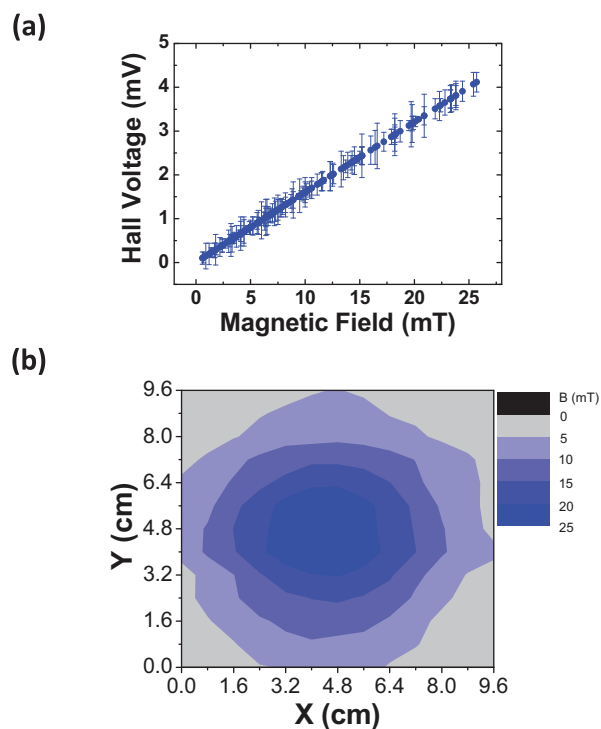 (a)
Hall Voltage (mV)
5
4
3
2
1
0
0 5 10 15 20 25
Magnetic Field (mT)
(b)
Y (cm)
9.6
8.0
6.4
4.8
3.2
1.6
0.0
0.0 1.6 3.2 4.8 6.4 8.0 9.6
X (cm)
B (mT)
0
5
10
15
20
25